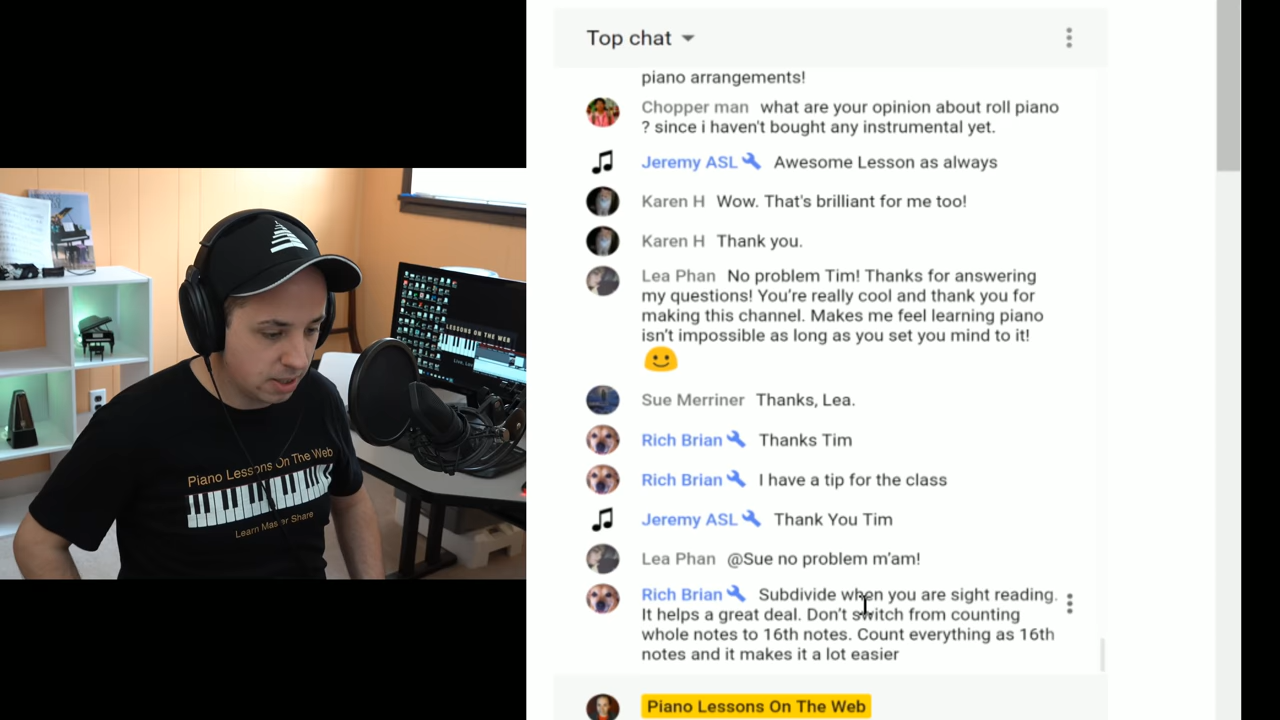 Top chat
piano arrangements!
Chopper man what are your opinion about roll piano
? since i haven't bought any instrumental yet.
Jeremy ASL Awesome Lesson as always
Karen H Wow. That's brilliant for me too!
Karen H Thank you.
Lea Phan No problem Tim! Thanks for answering
my questions! You're really cool and thank you for
making this channel. Makes me feel learning piano
isn't impossible as long as you set you mind to it!
Sue Merriner Thanks, Lea.
Rich Brian Thanks Tim
Rich Brian I have a tip for the class
Jeremy ASL Thank You Tim
Lea Phan @Sue no problem m'am!
Rich Brian Subdivide when you are sight reading.
It helps a great deal. Don't switch from counting
whole notes to 16th notes. Count everything as 16th
notes and it makes it a lot easier
Piano Lessons On The Web
Piano Lessons On The Web
Learn Master Share
LESSONS ON THE WEB